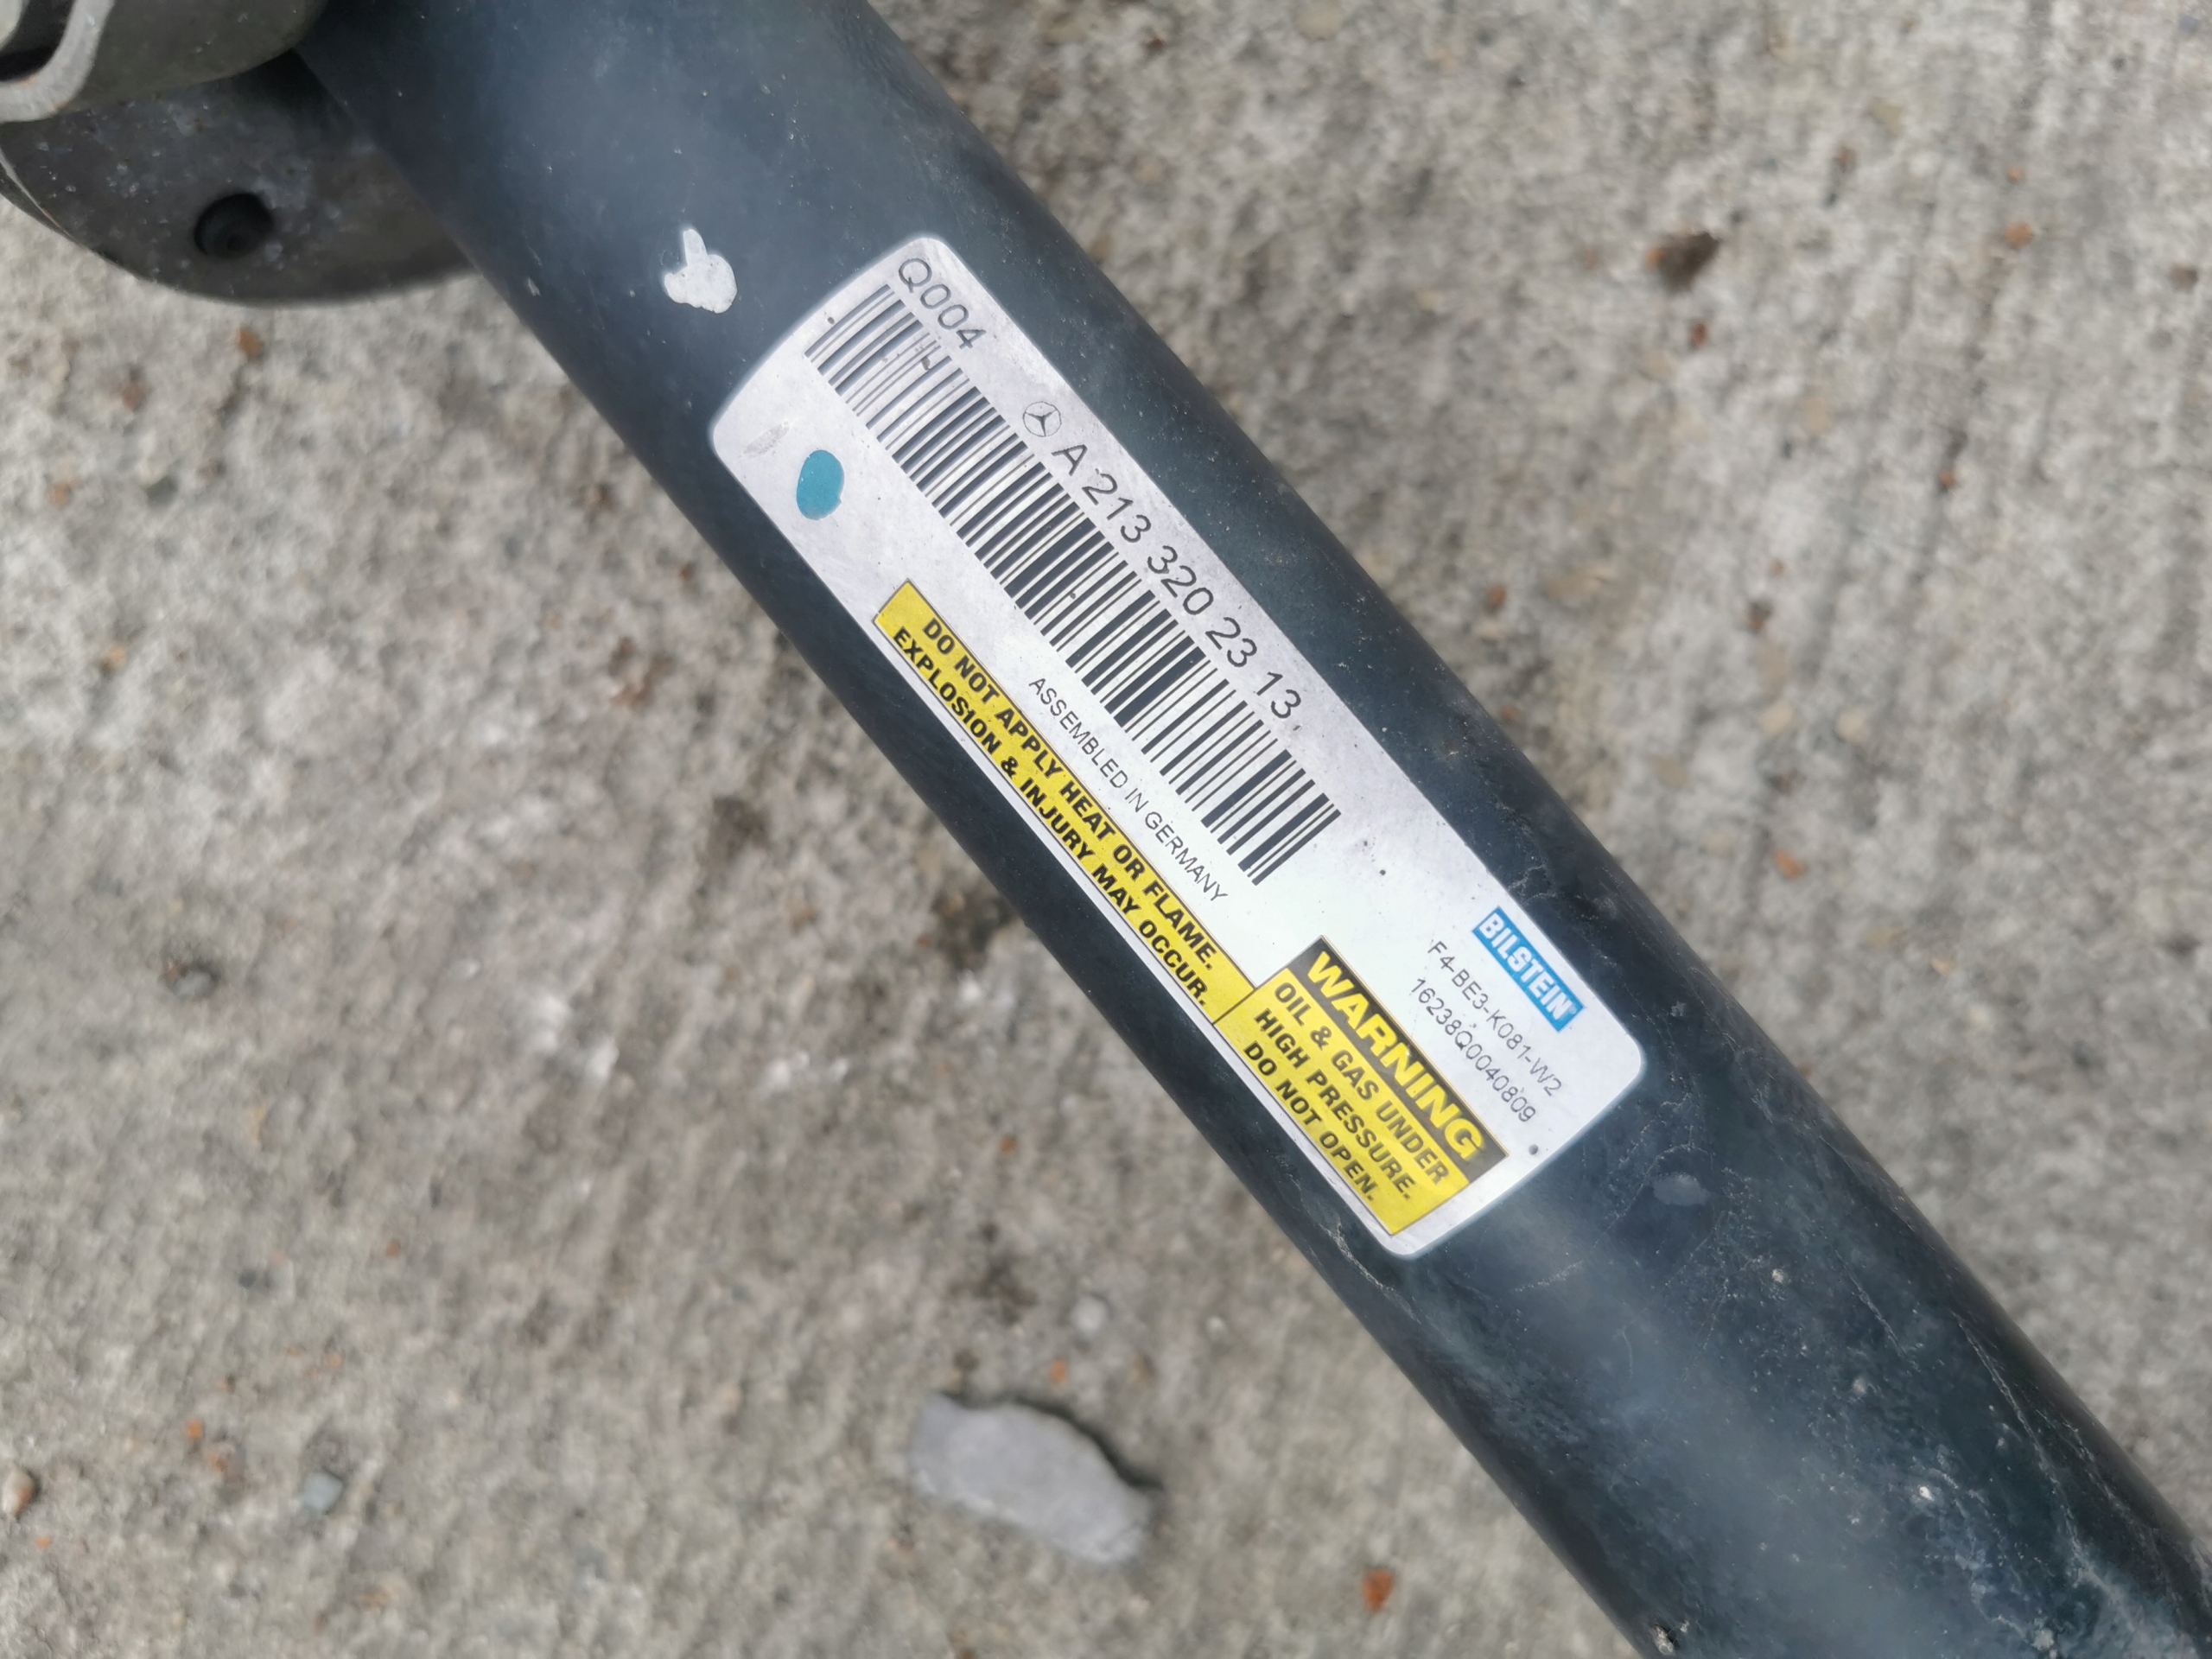 Q004
A 213 320 23 13
ASSEMBLED IN GERMANY
DO NOT APPLY HEAT OR FLAME.
EXPLOSION & INJURY MAY OCCUR.
BILSTEIN®
F4-BE3-K081-W2
16238Q0040809
WARNING
OIL & GAS UNDER
HIGH PRESSURE.
DO NOT OPEN.